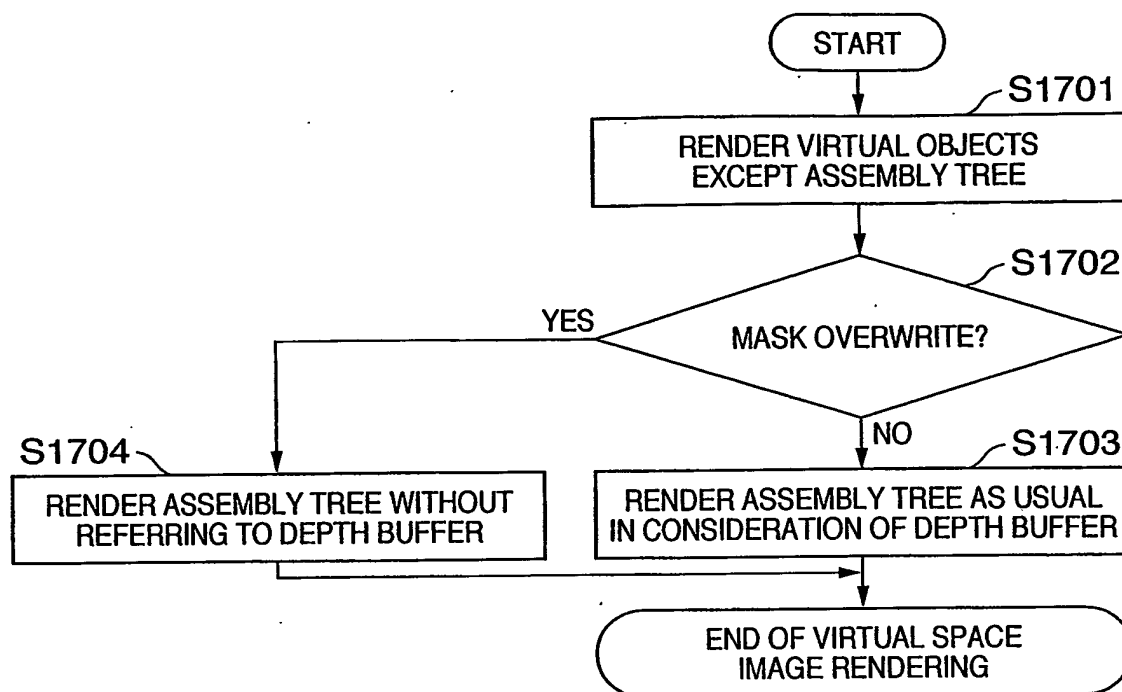 START
S1701
RENDER VIRTUAL OBJECTS
EXCEPT ASSEMBLY TREE
S1702
YES
MASK OVERWRITE?
NO
S1704
S1703
RENDER ASSEMBLY TREE WITHOUT
REFERRING TO DEPTH BUFFER
RENDER ASSEMBLY TREE AS USUAL
IN CONSIDERATION OF DEPTH BUFFER
END OF VIRTUAL SPACE
IMAGE RENDERING